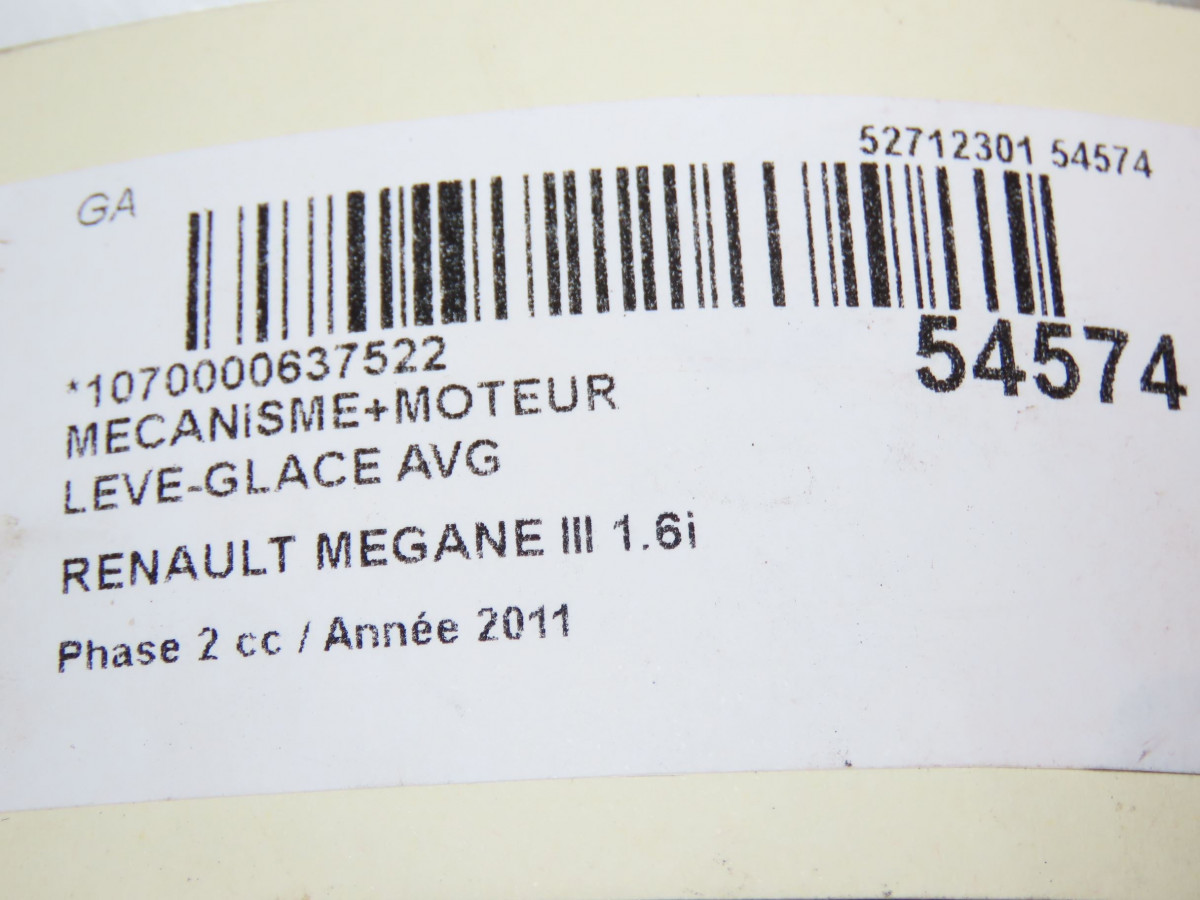 52712301 54574
GA
54574
*1070000637522
MECANiSME+MOTEUR
LEVE-GLACE AVG
RENAULT MEGANE III 1.6i
Phase 2 cc / Année 2011